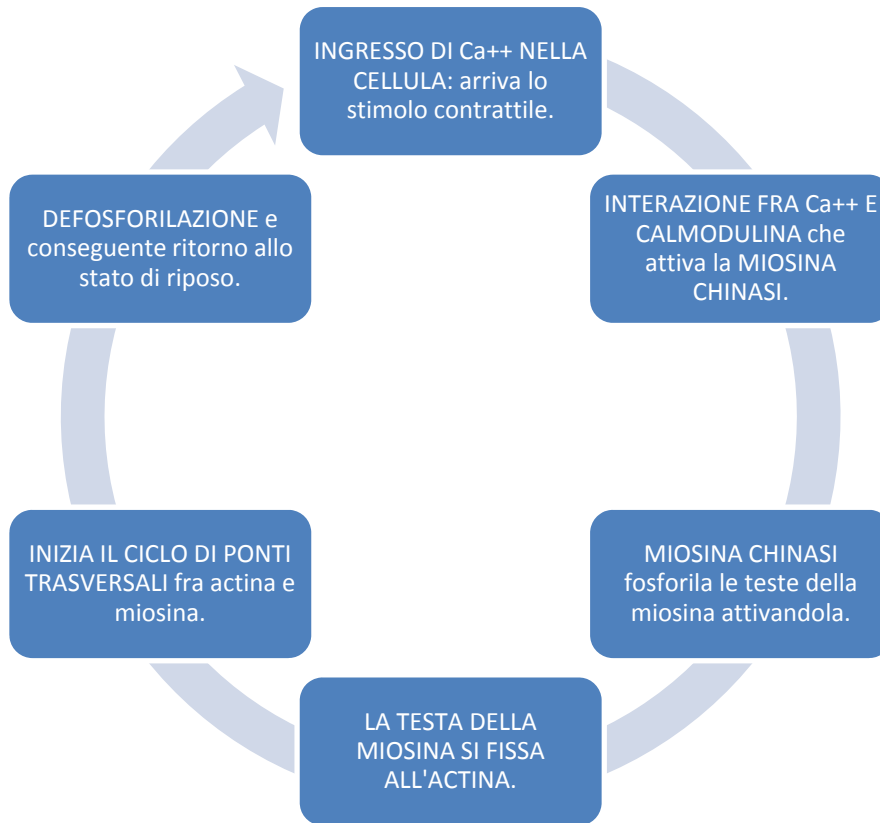 INGRESSO DI Ca++ NELLA
CELLULA: arriva lo
stimolo contrattile.
INTERAZIONE FRA Ca++ E
CALMODULINA che
attiva la MIOSINA
CHINASI.
MIOSINA CHINASI
fosforila le teste della
miosina attivandola.
LA TESTA DELLA
MIOSINA SI FISSA
ALL'ACTINA.
INIZIA IL CICLO DI PONTI
TRASVERSALI fra actina e
miosina.
DEFOSFORILAZIONE e
conseguente ritorno allo
stato di riposo.